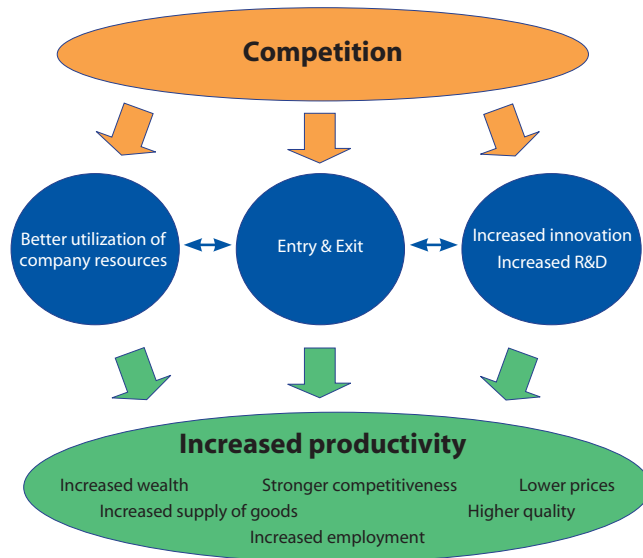 Competition
Better utilization of
company resources
Entry & Exit
Increased innovation
Increased R&D
Increased productivity
Increased wealth Stronger competitiveness Lower prices
Increased supply of goods Higher quality
Increased employment